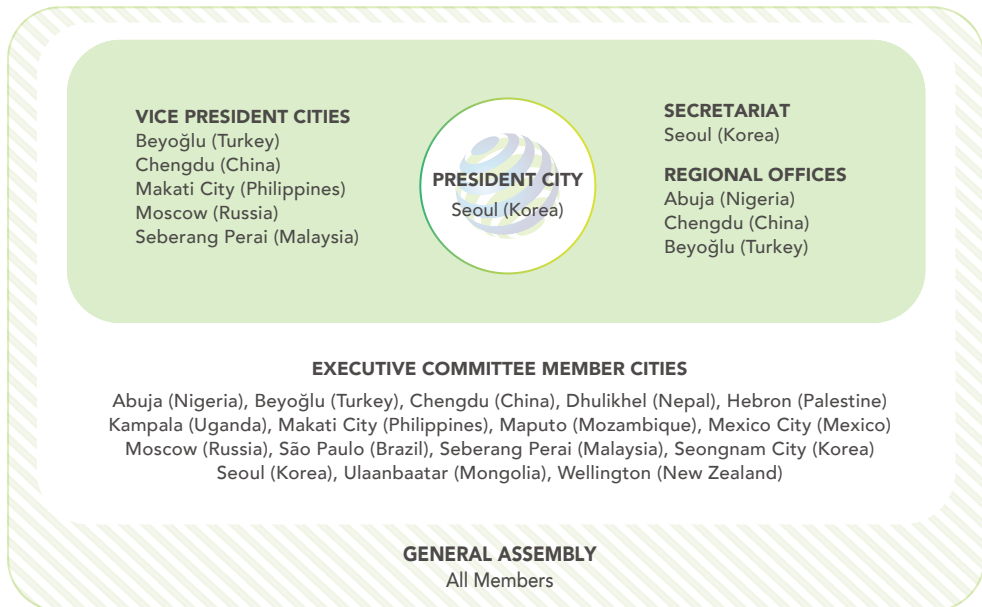 VICE PRESIDENT CITIES
Beyoğlu (Turkey)
Chengdu (China)
Makati City (Philippines)
Moscow (Russia)
Seberang Perai (Malaysia)
PRESIDENT CITY
Seoul (Korea)
SECRETARIAT
Seoul (Korea)
REGIONAL OFFICES
Abuja (Nigeria)
Chengdu (China)
Beyoğlu (Turkey)
EXECUTIVE COMMITTEE MEMBER CITIES
Abuja (Nigeria), Beyoğlu (Turkey), Chengdu (China), Dhulikhel (Nepal), Hebron (Palestine)
Kampala (Uganda), Makati City (Philippines), Maputo (Mozambique), Mexico City (Mexico)
Moscow (Russia), São Paulo (Brazil), Seberang Perai (Malaysia), Seongnam City (Korea)
Seoul (Korea), Ulaanbaatar (Mongolia), Wellington (New Zealand)
GENERAL ASSEMBLY
All Members